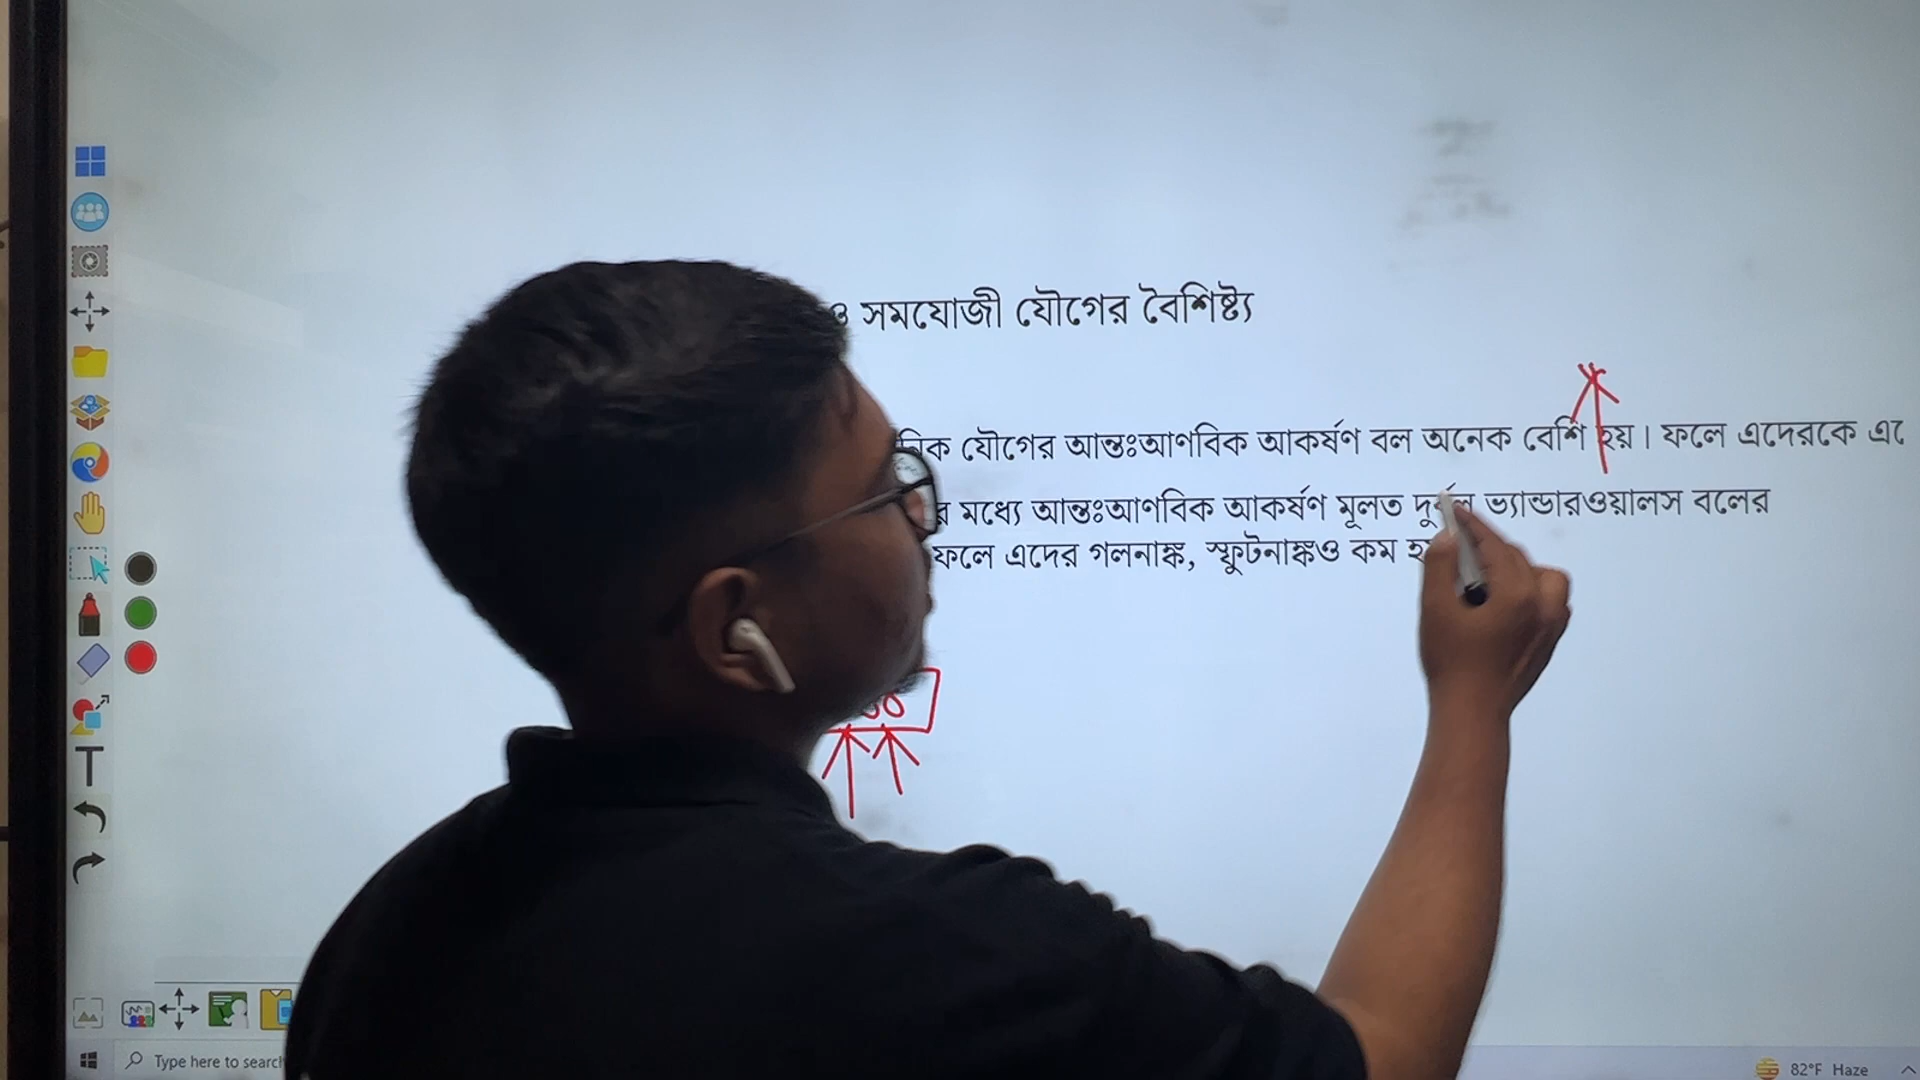 ও সমযোজী যৌগের বৈশিষ্ট্য
যৌগের আন্তঃআণবিক আকর্ষণ বল অনেক বেশি হয়। ফলে এদেরকে
মধ্যে আন্তঃআণবিক আকর্ষণ মূলত দুর্বল ভ্যান্ডারওয়ালস বলের
ফলে এদের গলনাঙ্ক, স্ফুটনাঙ্কও কম
T
Type here to search
82°F Haze